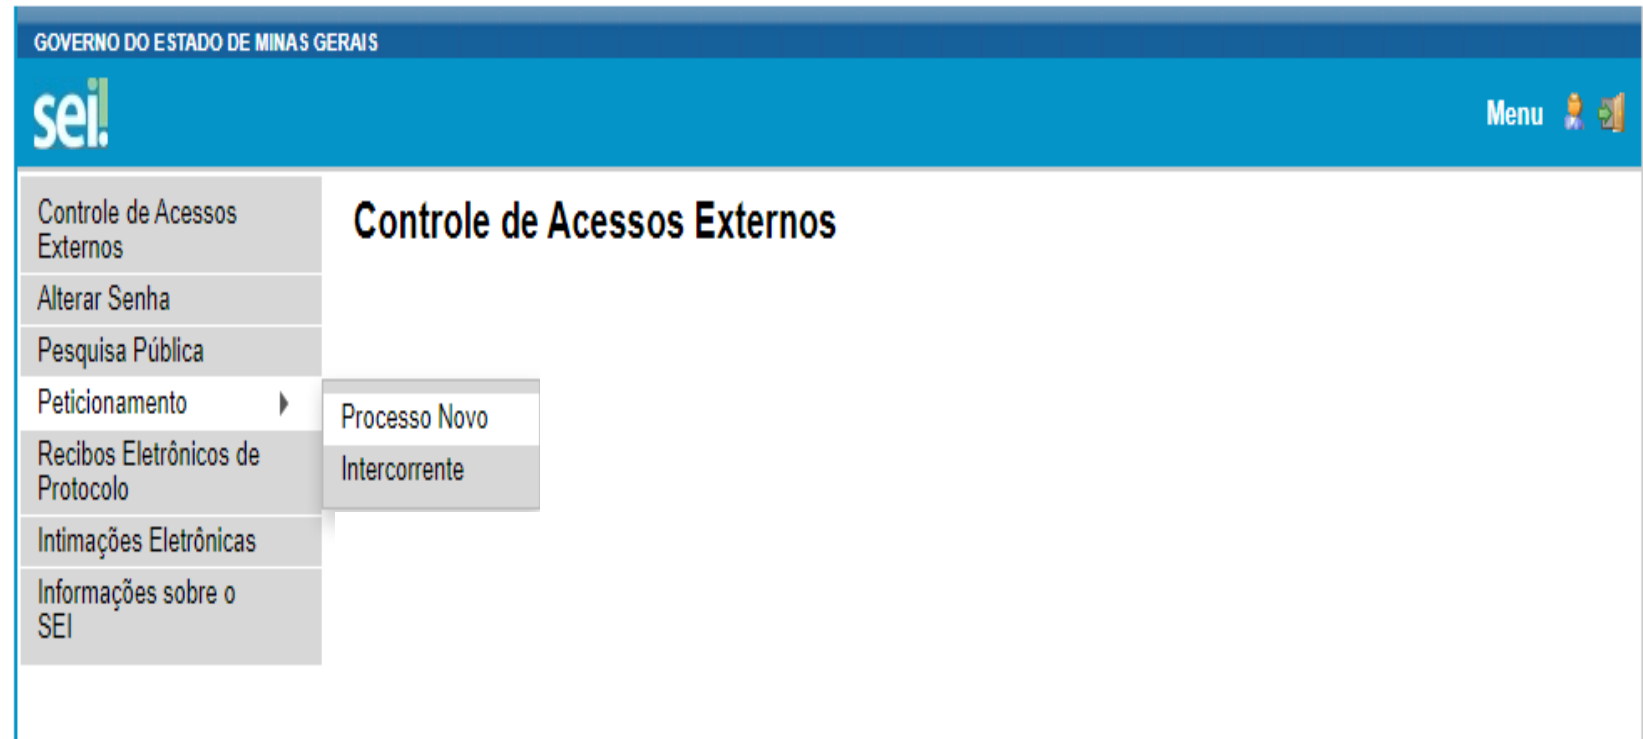 GOVERNO DO ESTADO DE MINAS GERAIS
sei!
Menu
Controle de Acessos
Externos
Alterar Senha
Pesquisa Pública
Peticionamento
Recibos Eletrônicos de
Protocolo
Intimações Eletrônicas
Informações sobre o
SEI
Processo Novo
Intercorrente
Controle de Acessos Externos